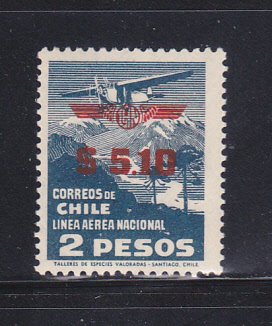 $ 5.10
CORREOS DE
CHILE
LINEA AEREA NACIONAL
2 PESOS
TALLERES DE ESPECIES VALORADAS - SANTIAGO, CHILE